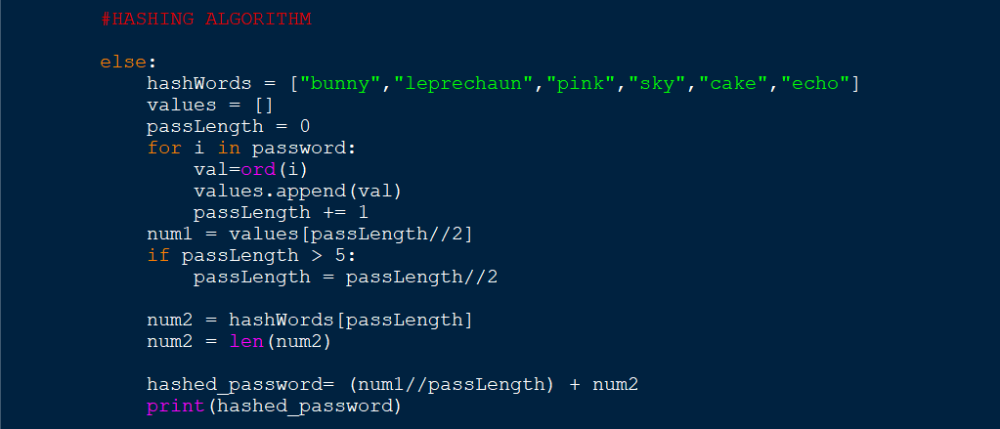 #HASHING ALGORITHM
else:
hashWords = ["bunny","leprechaun","pink","sky","cake","echo"]
values = []
passLength = 0
for i in password:
val=ord(i)
values.append(val)
passLength += 1
num1 = values[passLength//2]
if passLength > 5:
passLength = passLength//2
num2 = hashWords[passLength]
num2 = len(num2)
hashed_password= (num1//passLength) + num2
print(hashed_password)